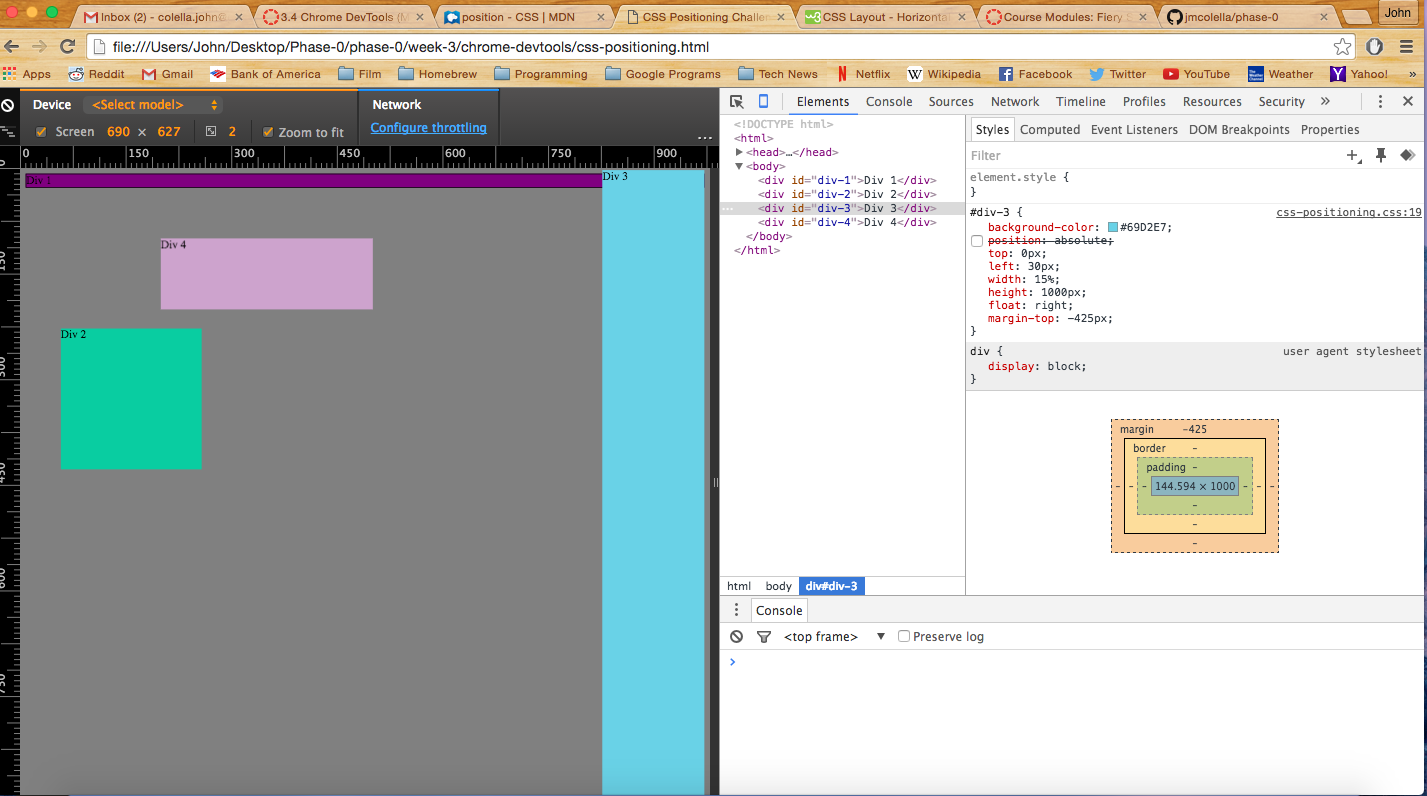 Inbox (2) - colella.john@ 3.4 Chrome DevTools (M position - CSS | MDN CSS Positioning Challen CSS Layout - Horizontal Course Modules: Fiery S jmcolella/phase-0 John
file:///Users/John/Desktop/Phase-0/phase-0/week-3/chrome-devtools/css-positioning.html
Apps Reddit Gmail Bank of America Film Homebrew Programming Google Programs Tech News Netflix W Wikipedia Facebook Twitter YouTube Weather Yahoo! »
Device <Select model> Network
Screen 690 × 627 2 Zoom to fit Configure throttling ...
0 150 300 450 600 750 900
0
150
300
450
600
750
Div 1
Div 3
Div 4
Div 2
Elements Console Sources Network Timeline Profiles Resources Security »
<!DOCTYPE html>
<html>
<head>…</head>
<body>
<div id="div-1">Div 1</div>
<div id="div-2">Div 2</div>
... <div id="div-3">Div 3</div>
<div id="div-4">Div 4</div>
</body>
</html>
html body div#div-3
Styles Computed Event Listeners DOM Breakpoints Properties
Filter
element.style {
}
#div-3 { css-positioning.css:19
background-color: #69D2E7;
position: absolute;
top: 0px;
left: 30px;
width: 15%;
height: 1000px;
float: right;
margin-top: -425px;
}
div { user agent stylesheet
display: block;
}
margin -425
border -
padding -
- - - 144.594 × 1000 - - -
-
-
-
Console
<top frame> ▼ Preserve log
>